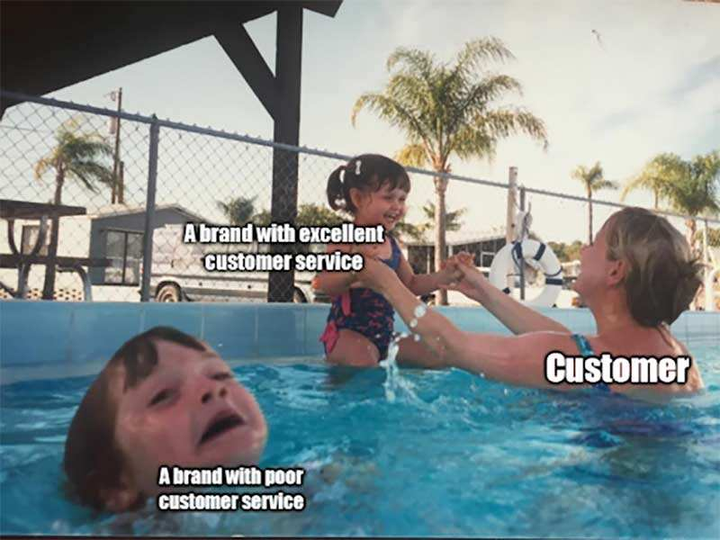 A brand with excellent
customer service
Customer
A brand with poor
customer service